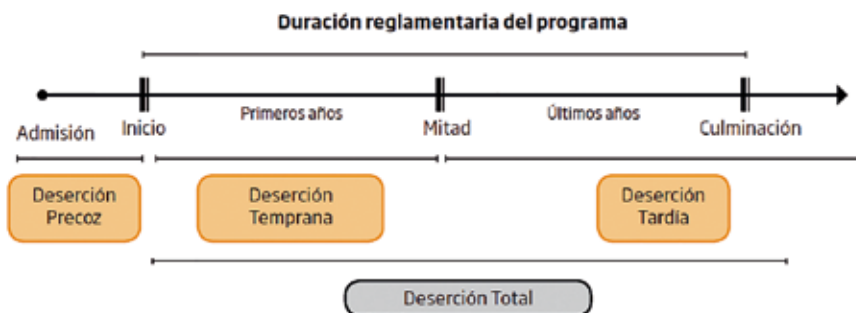 Duración reglamentaria del programa
Primeros años
Últimos años
Admisión
Inicio
Mitad
Culminación
Deserción
Precoz
Deserción
Temprana
Deserción
Tardía
Deserción Total